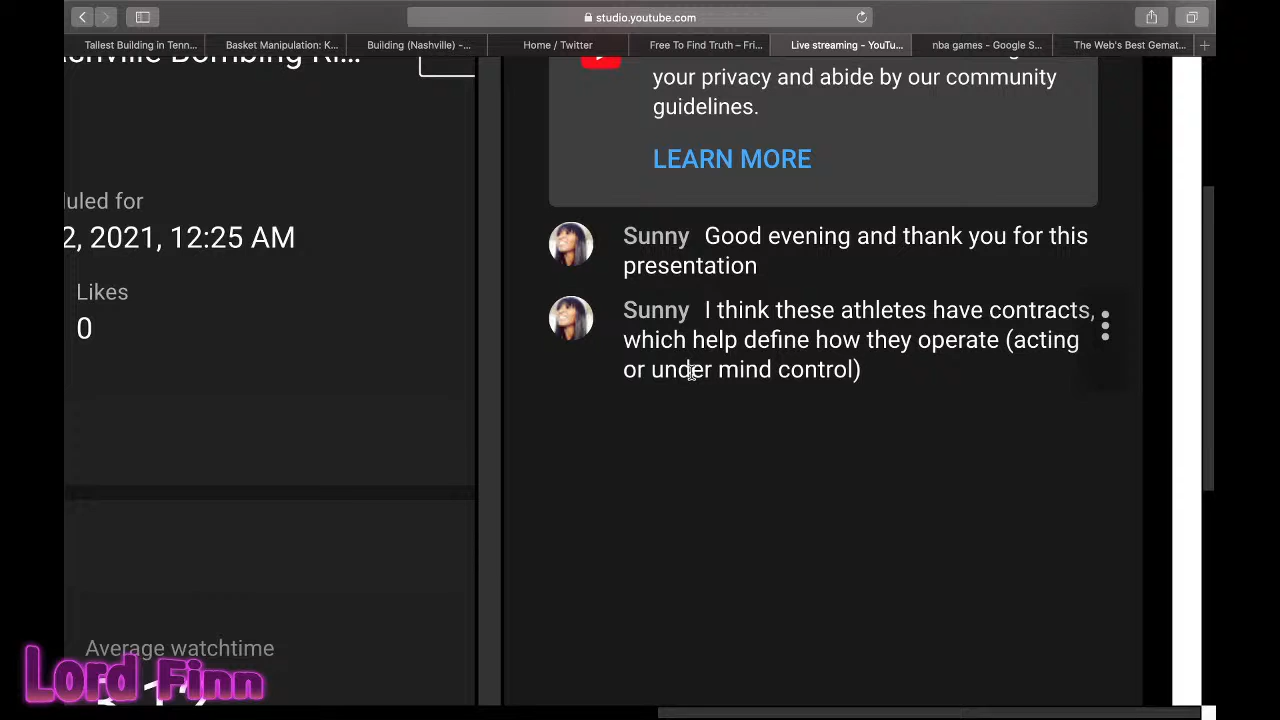 studio.youtube.com
Tallest Building in Tenn...
Basket Manipulation: K...
Building (Nashville) –...
Home / Twitter
Free To Find Truth – Fri...
Live streaming - YouTu...
nba games - Google S...
The Web's Best Gemat...
your privacy and abide by our community
guidelines.
LEARN MORE
uled for
2, 2021, 12:25 AM
Likes
0
Sunny Good evening and thank you for this
presentation
Sunny I think these athletes have contracts,
which help define how they operate (acting
or under mind control)
Average watchtime
Lord Finn